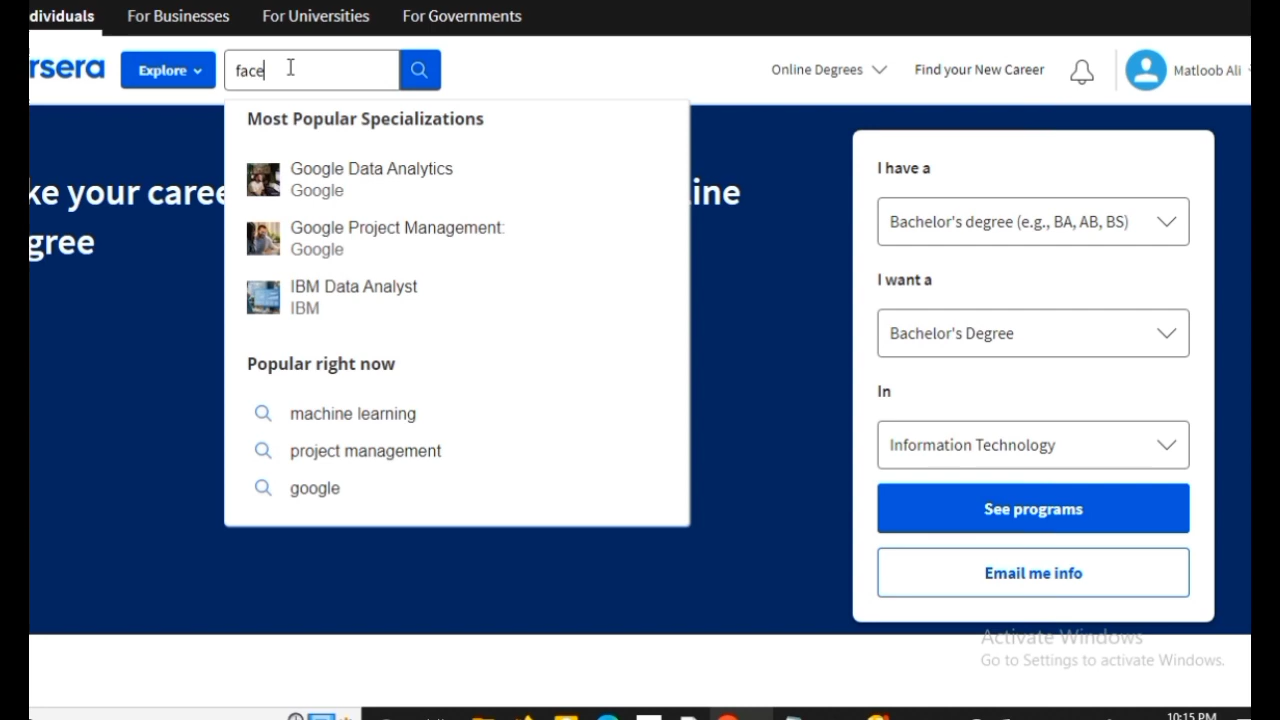 dividuals For Businesses For Universities For Governments
rsera Explore face Online Degrees Find your New Career Matloob Ali
ke your caree line
gree
Most Popular Specializations
Google Data Analytics
Google
Google Project Management:
Google
IBM Data Analyst
IBM
Popular right now
machine learning
project management
google
I have a
Bachelor's degree (e.g., BA, AB, BS)
I want a
Bachelor's Degree
In
Information Technology
See programs
Email me info
Activate Windows
Go to Settings to activate Windows.
10:15 PM